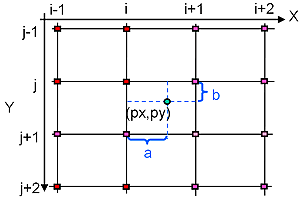 i-1 i i+1 i+2
X
j-1
j
b
Y
(px,py)
j+1
a
j+2